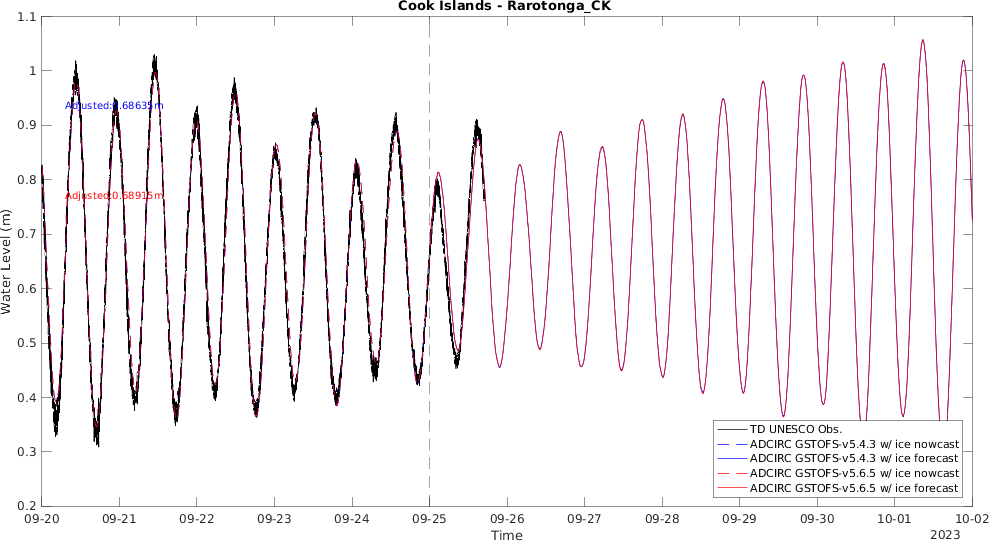 Cook Islands - Rarotonga_CK
1.1
1
0.9
0.8
0.7
0.6
0.5
0.4
0.3
0.2
Water Level (m)
Adjusted:0.68635m
Adjusted:0.68915m
TD UNESCO Obs.
ADCIRC GSTOFS-v5.4.3 w/ ice nowcast
ADCIRC GSTOFS-v5.4.3 w/ ice forecast
ADCIRC GSTOFS-v5.6.5 w/ ice nowcast
ADCIRC GSTOFS-v5.6.5 w/ ice forecast
09-20 09-21 09-22 09-23 09-24 09-25 09-26 09-27 09-28 09-29 09-30 10-01 10-02
Time
2023